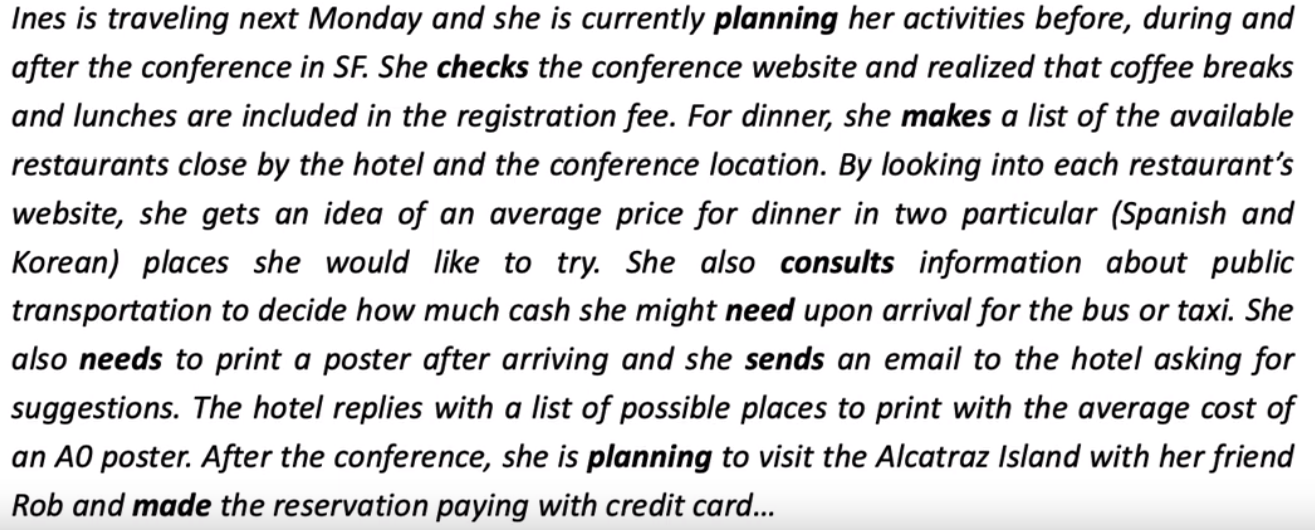 Ines is traveling next Monday and she is currently planning her activities before, during and
after the conference in SF. She checks the conference website and realized that coffee breaks
and lunches are included in the registration fee. For dinner, she makes a list of the available
restaurants close by the hotel and the conference location. By looking into each restaurant's
website, she gets an idea of an average price for dinner in two particular (Spanish and
Korean) places she would like to try. She also consults information about public
transportation to decide how much cash she might need upon arrival for the bus or taxi. She
also needs to print a poster after arriving and she sends an email to the hotel asking for
suggestions. The hotel replies with a list of possible places to print with the average cost of
an A0 poster. After the conference, she is planning to visit the Alcatraz Island with her friend
Rob and made the reservation paying with credit card...